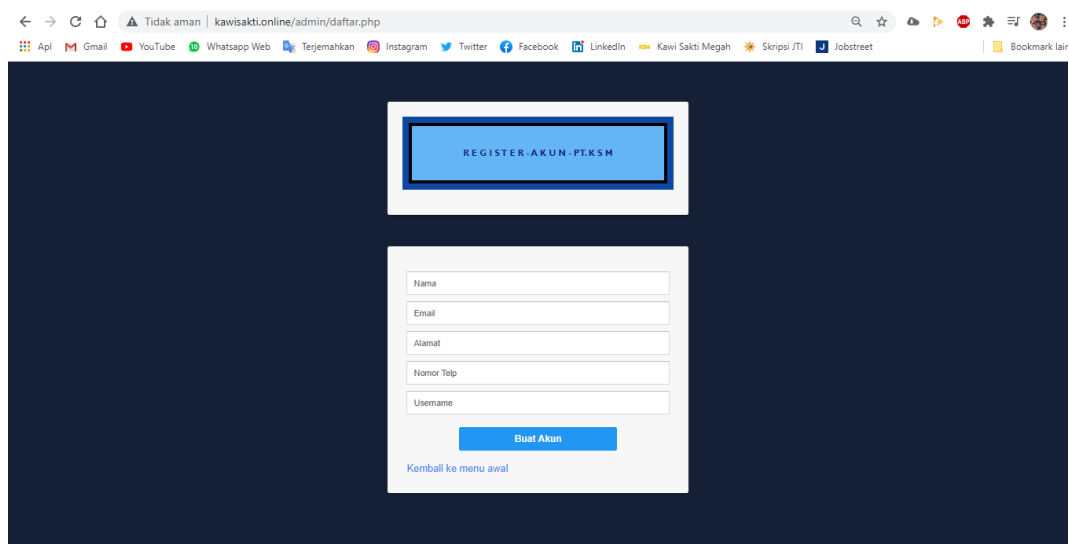 Tidak aman | kawisakti.online/admin/daftar.php
Apl Gmail YouTube Whatsapp Web Terjemahkan Instagram Twitter Facebook LinkedIn Kawi Sakti Megah Skripsi JTI Jobstreet Bookmark lain
REGISTER-AKUN-PT.KSM
Nama
Email
Alamat
Nomor Telp
Username
Buat Akun
Kembali ke menu awal